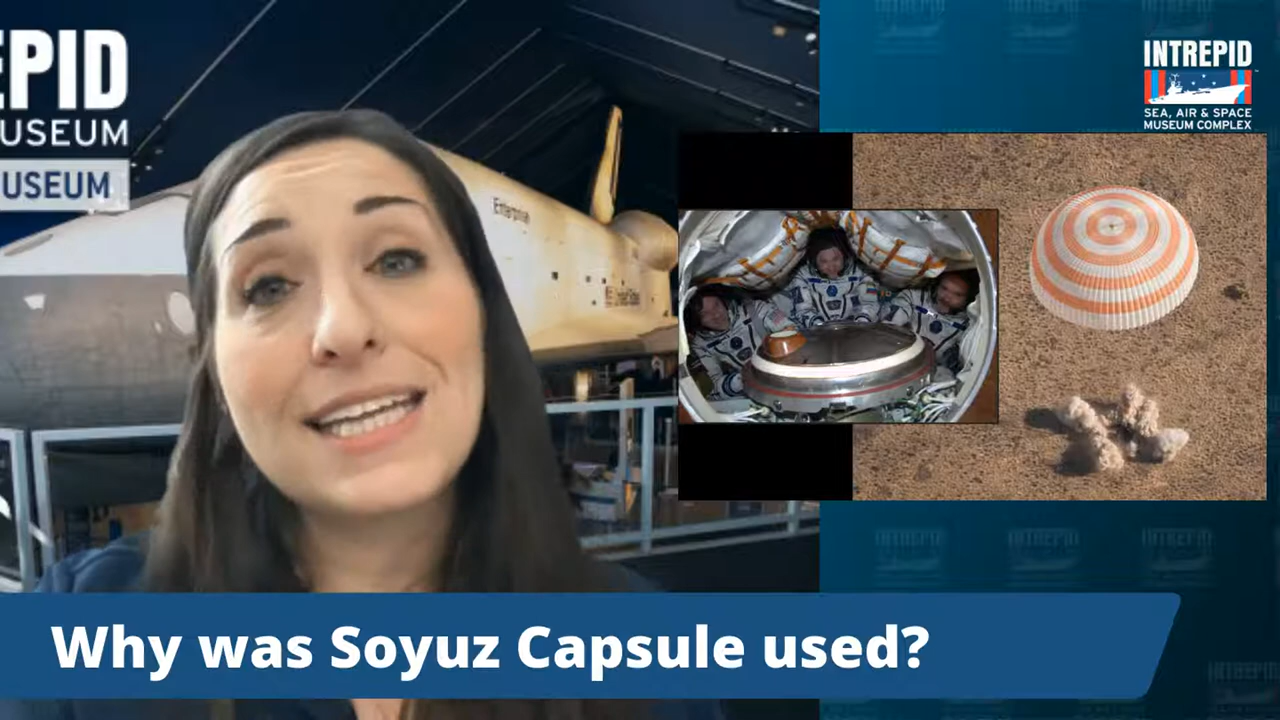 EPID
USEUM
USEUM
Enterprise
INTREPID
SEA, AIR & SPACE
MUSEUM COMPLEX
Why was Soyuz Capsule used?